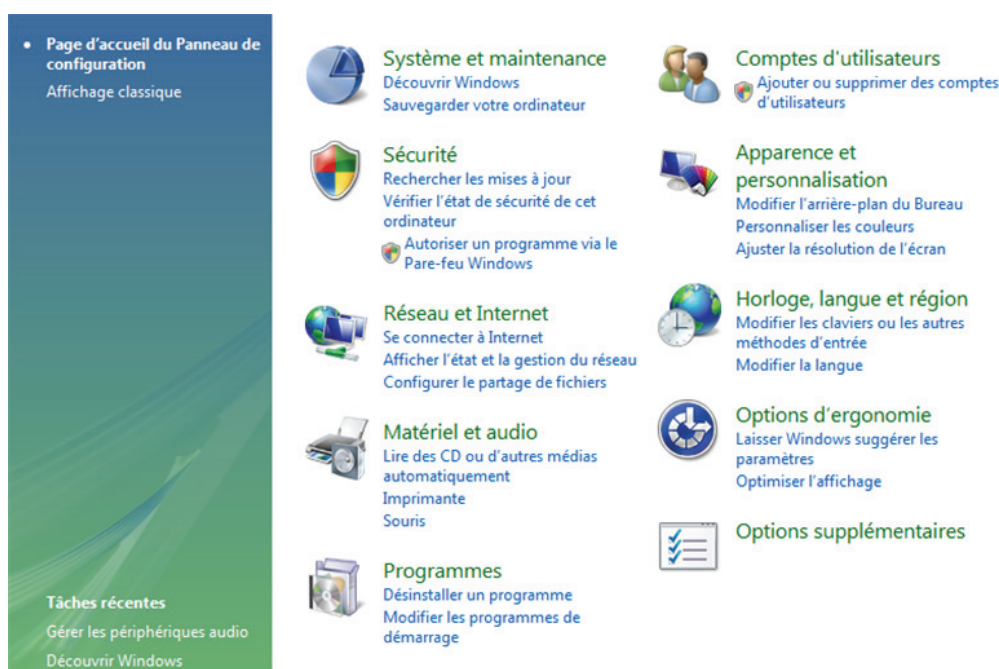 Page d'accueil du Panneau de
configuration
Affichage classique
Tâches récentes
Gérer les périphériques audio
Découvrir Windows
Système et maintenance
Découvrir Windows
Sauvegarder votre ordinateur
Sécurité
Rechercher les mises à jour
Vérifier l'état de sécurité de cet
ordinateur
Autoriser un programme via le
Pare-feu Windows
Réseau et Internet
Se connecter à Internet
Afficher l'état et la gestion du réseau
Configurer le partage de fichiers
Matériel et audio
Lire des CD ou d'autres médias
automatiquement
Imprimante
Souris
Programmes
Désinstaller un programme
Modifier les programmes de
démarrage
Comptes d'utilisateurs
Ajouter ou supprimer des comptes
d'utilisateurs
Apparence et
personnalisation
Modifier l'arrière-plan du Bureau
Personnaliser les couleurs
Ajuster la résolution de l'écran
Horloge, langue et région
Modifier les claviers ou les autres
méthodes d'entrée
Modifier la langue
Options d'ergonomie
Laisser Windows suggérer les
paramètres
Optimiser l'affichage
Options supplémentaires